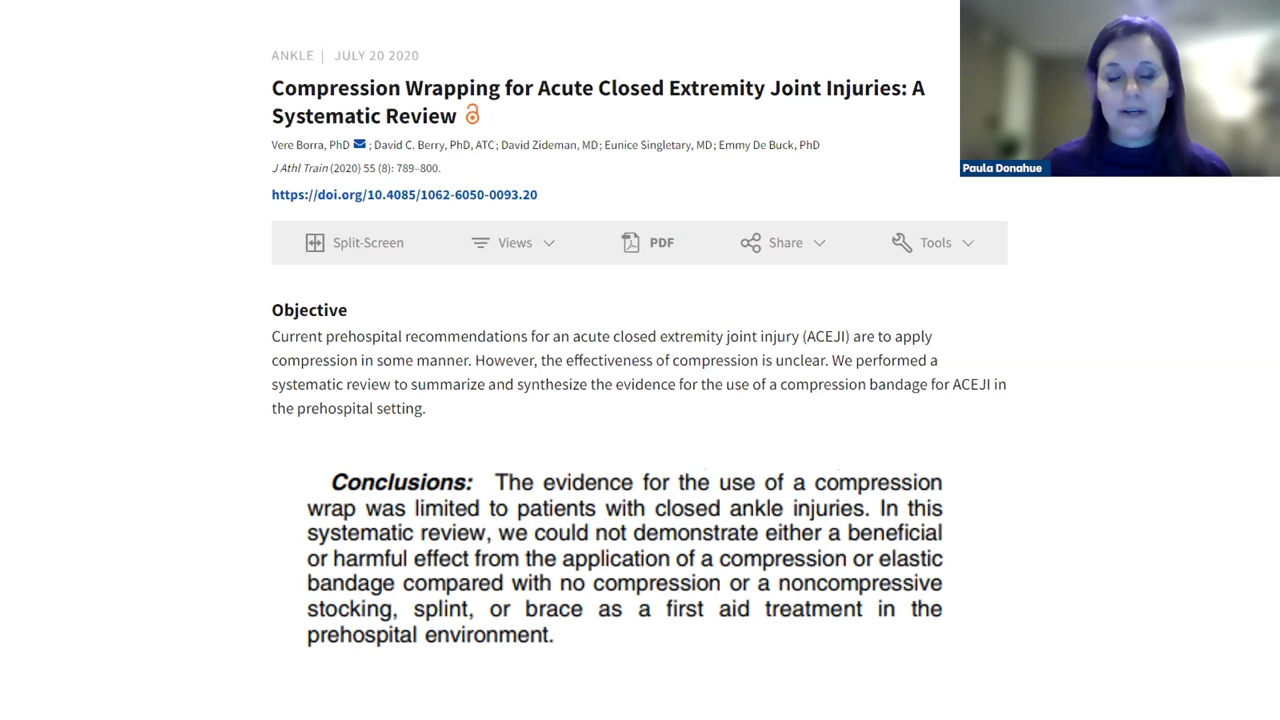 ANKLE | JULY 20 2020
Compression Wrapping for Acute Closed Extremity Joint Injuries: A
Systematic Review
Vere Borra, PhD ; David C. Berry, PhD, ATC; David Zideman, MD; Eunice Singletary, MD; Emmy De Buck, PhD
J Athl Train (2020) 55 (8): 789–800.
https://doi.org/10.4085/1062-6050-0093.20
Split-Screen Views PDF Share Tools
Objective
Current prehospital recommendations for an acute closed extremity joint injury (ACEJI) are to apply
compression in some manner. However, the effectiveness of compression is unclear. We performed a
systematic review to summarize and synthesize the evidence for the use of a compression bandage for ACEJI in
the prehospital setting.
Conclusions: The evidence for the use of a compression
wrap was limited to patients with closed ankle injuries. In this
systematic review, we could not demonstrate either a beneficial
or harmful effect from the application of a compression or elastic
bandage compared with no compression or a noncompressive
stocking, splint, or brace as a first aid treatment in the
prehospital environment.
Paula Donahue